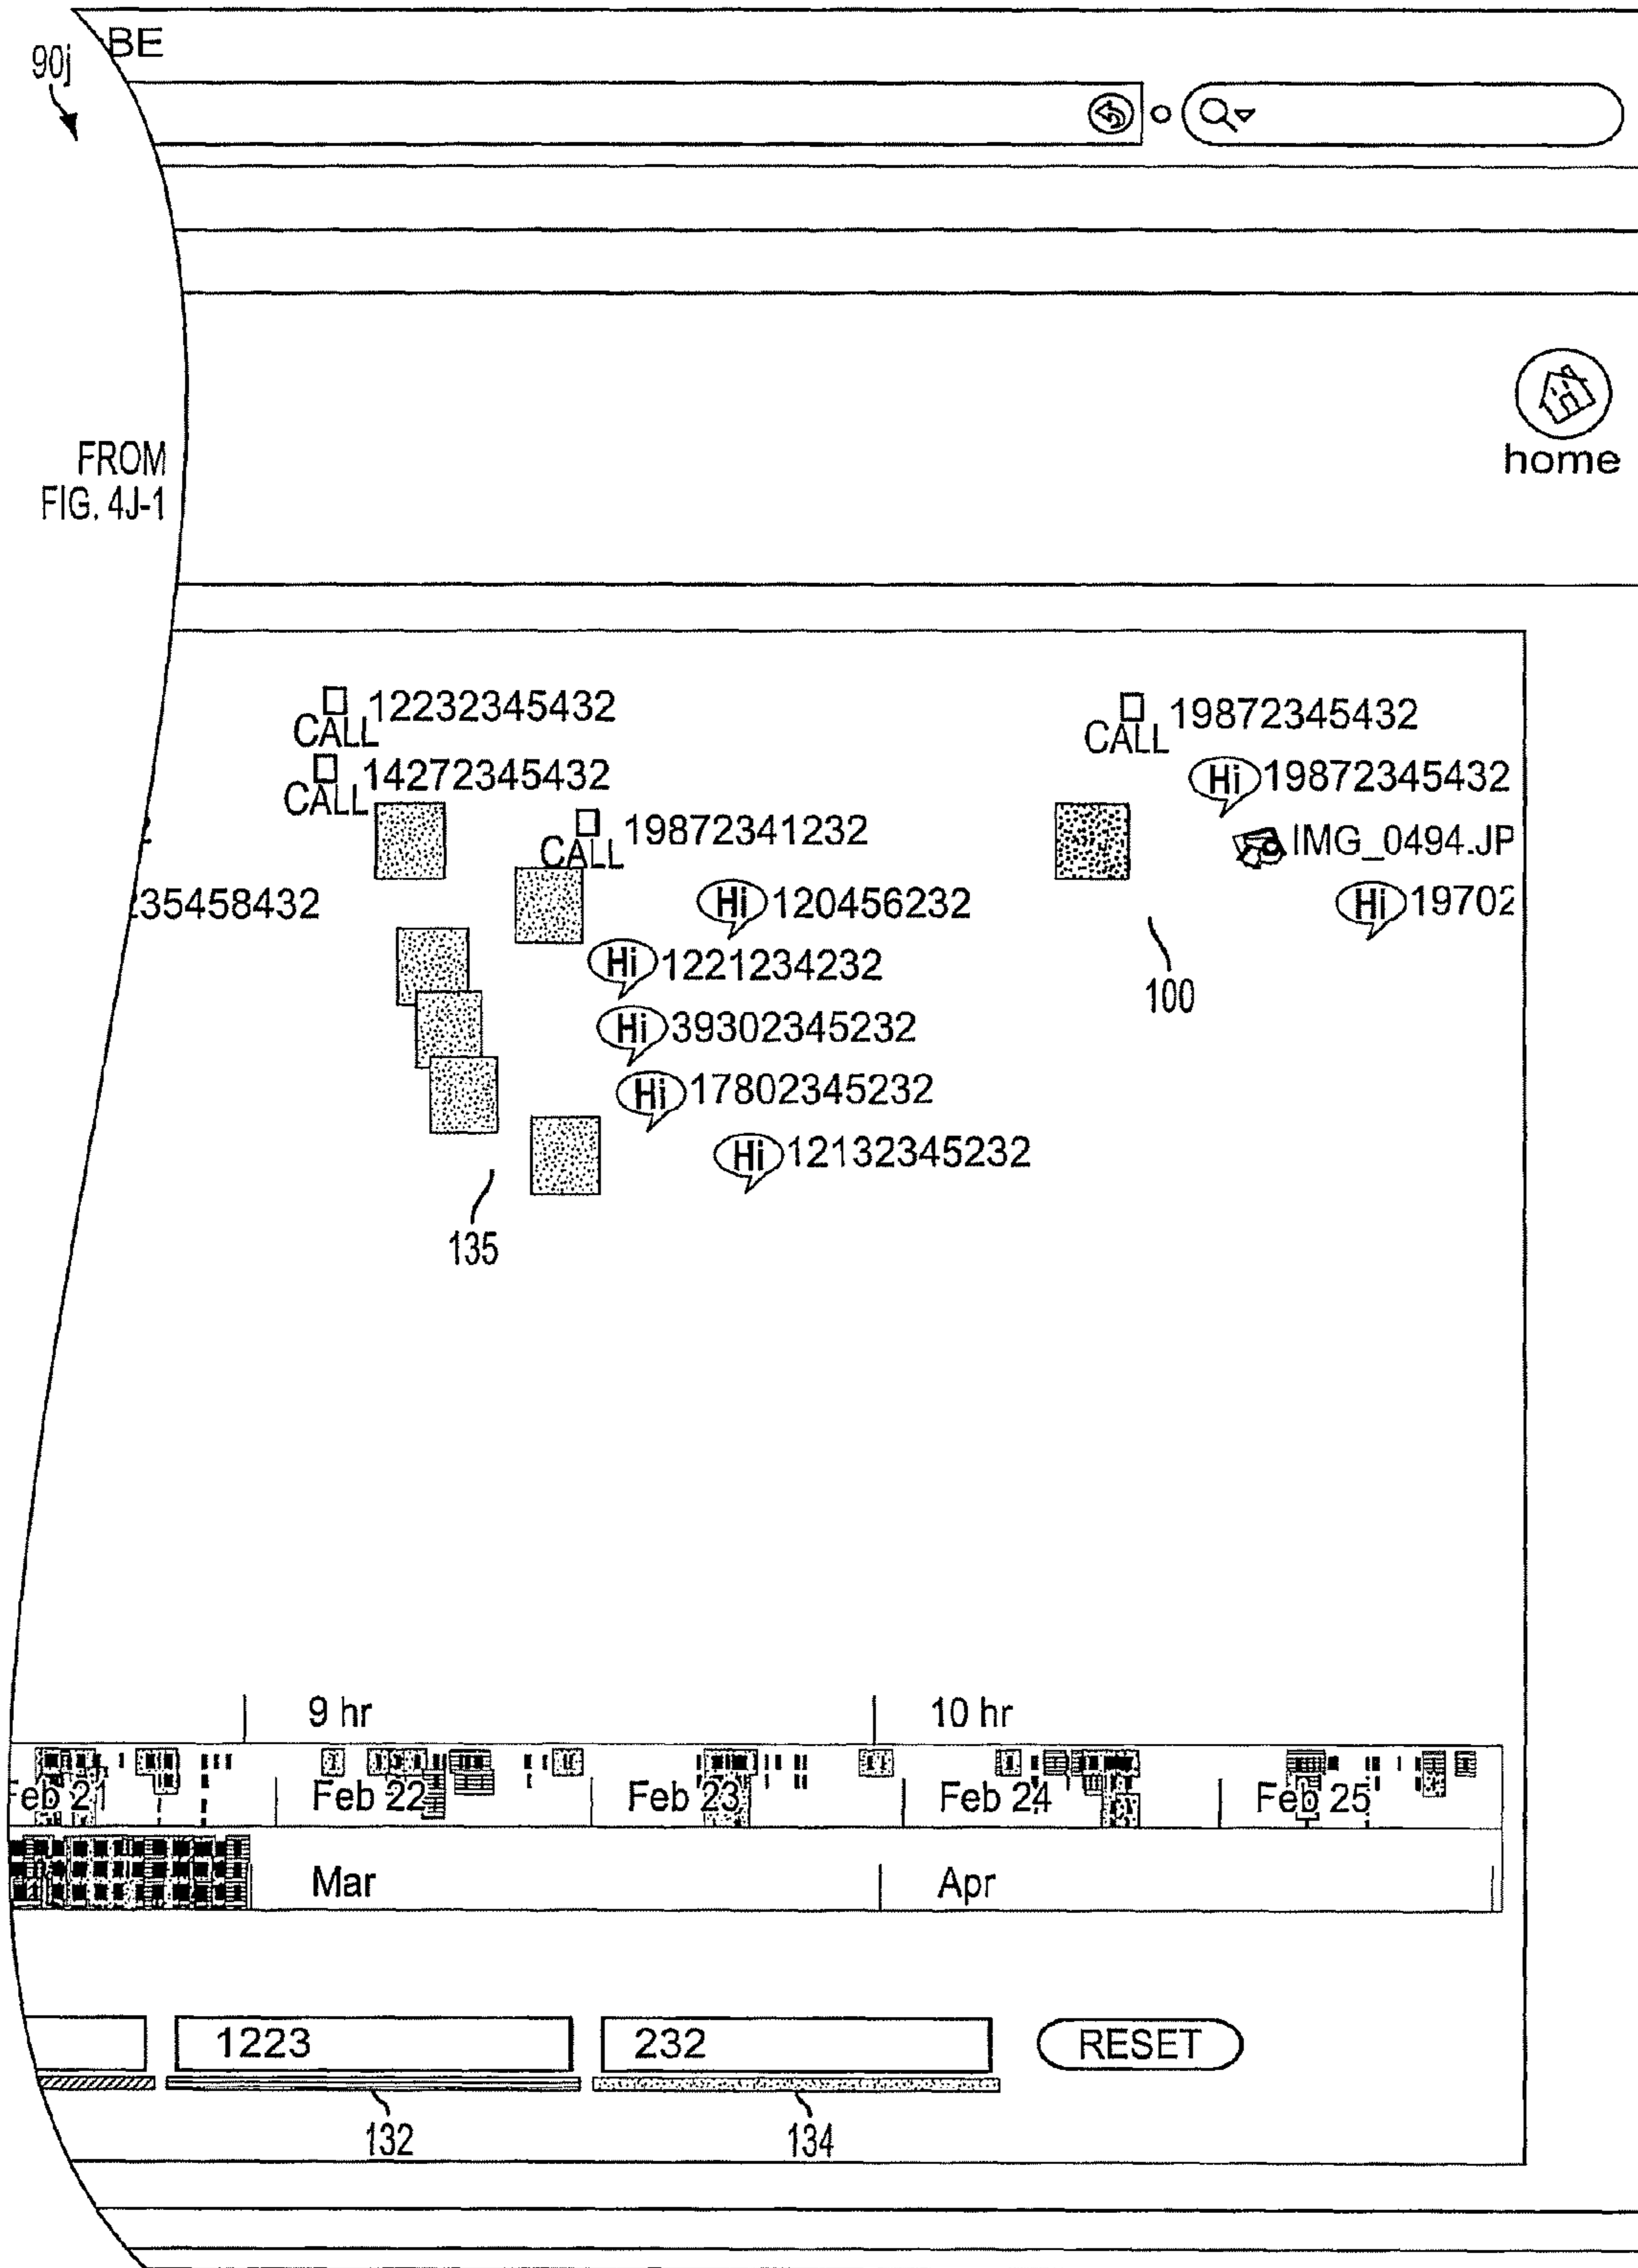 90j
BE
home
FROM
FIG. 4J-1
CALL 12232345432
CALL 19872345432
CALL 14272345432
Hi 19872345432
CALL 19872341232
IMG_0494.JP
235458432
Hi 120456232
Hi 19702
Hi 1221234232
100
Hi 39302345232
Hi 17802345232
Hi 12132345232
135
9 hr
10 hr
Feb 21
Feb 22
Feb 23
Feb 24
Feb 25
Mar
Apr
1223
232
RESET
132
134